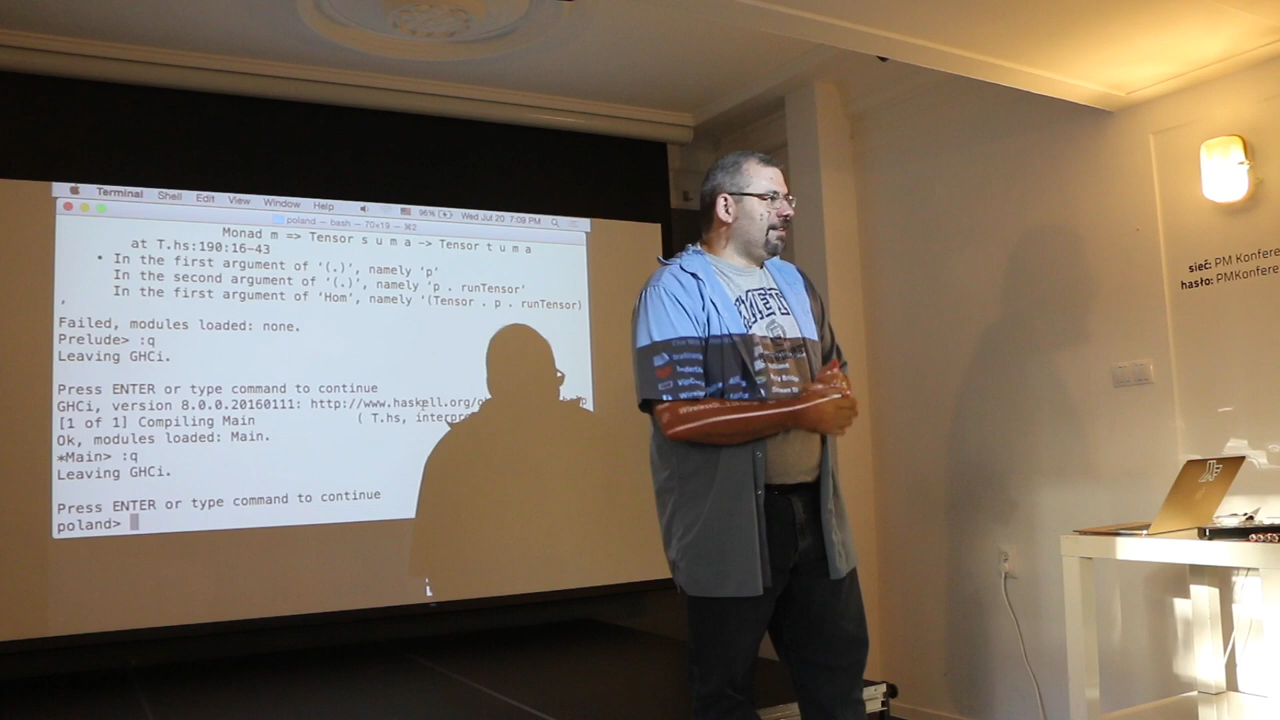 Terminal Shell Edit View Window Help 96% Wed Jul 20 7:09 PM
poland — bash — 70×19 — ⌘2
Monad m => Tensor s u m a -> Tensor t u m a
at T.hs:190:16-43
• In the first argument of ‘(.)’, namely ‘p’
In the second argument of ‘(.)’, namely ‘p . runTensor’
In the first argument of ‘Hom’, namely ‘(Tensor . p . runTensor)
’
Failed, modules loaded: none.
Prelude> :q
Leaving GHCi.
Press ENTER or type command to continue
GHCi, version 8.0.0.20160111: http://www.haskell.org/
[1 of 1] Compiling Main ( T.hs, interpre
Ok, modules loaded: Main.
*Main> :q
Leaving GHCi.
Press ENTER or type command to continue
poland>
sieć: PM Konfere
hasło: PMKonfere